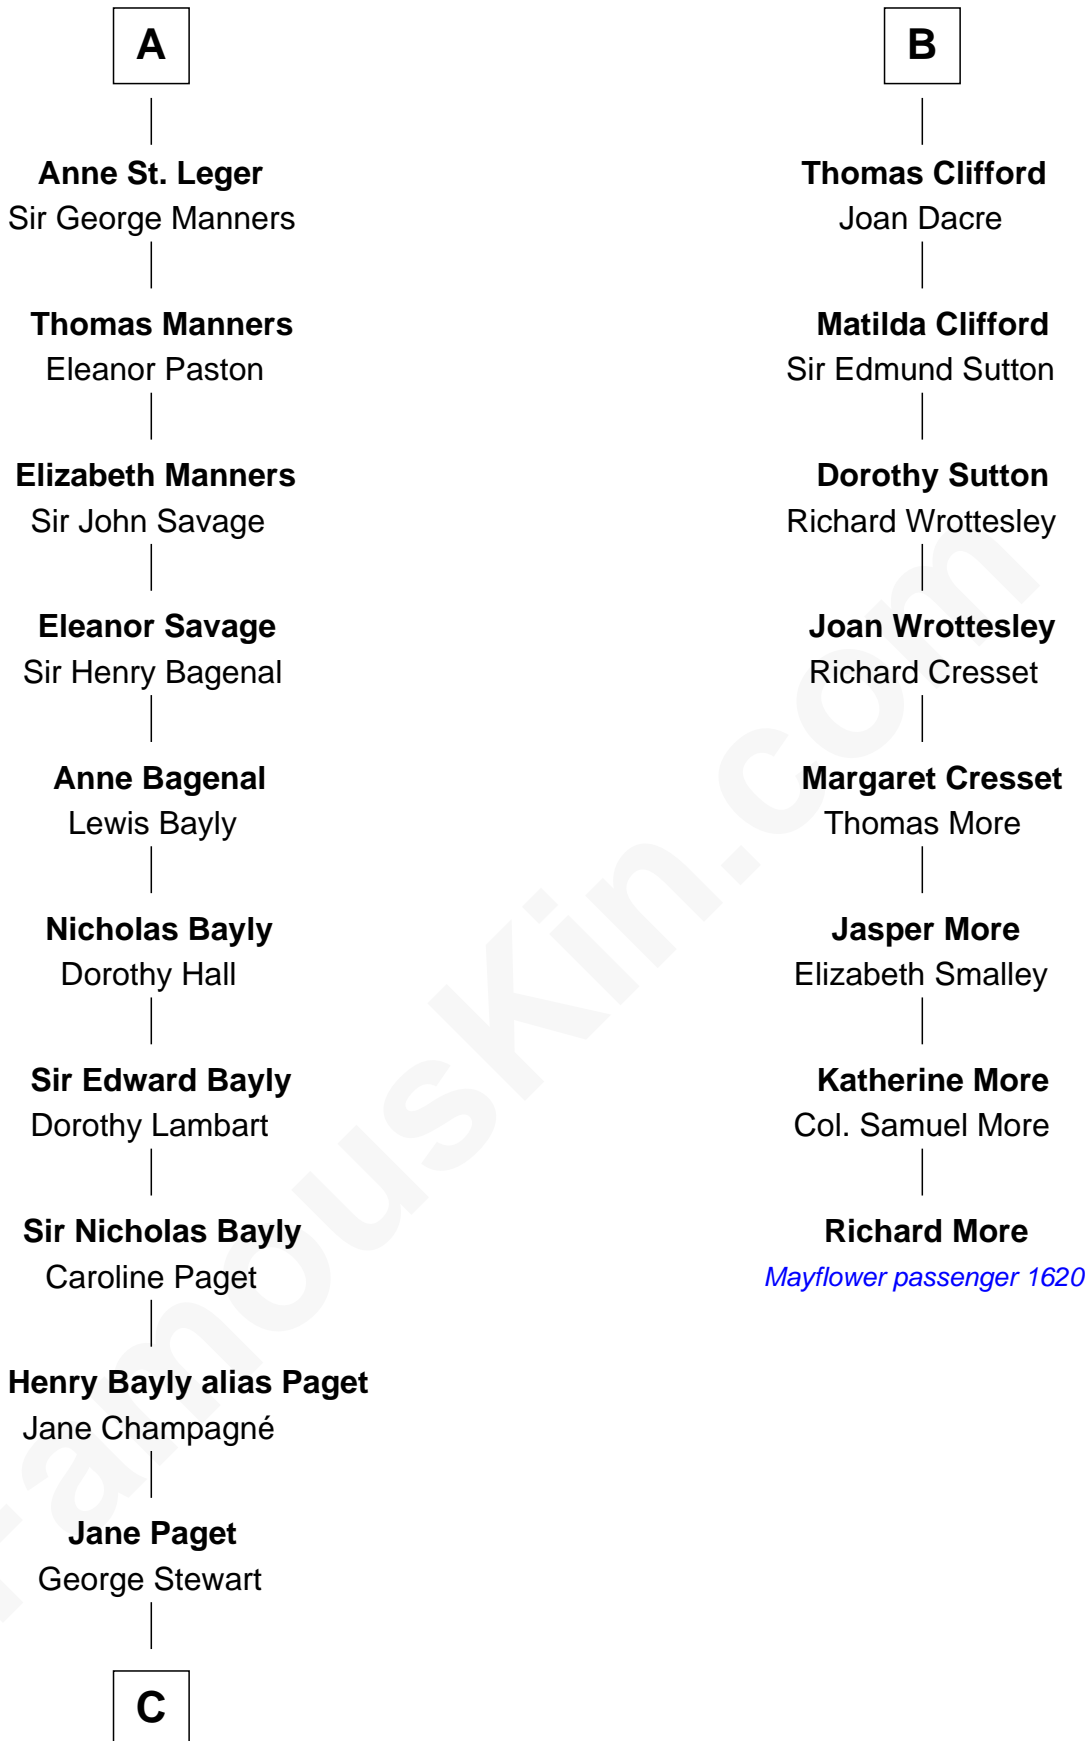 A
Anne St. Leger
Sir George Manners
Thomas Manners
Eleanor Paston
Elizabeth Manners
Sir John Savage
Eleanor Savage
Sir Henry Bagenal
Anne Bagenal
Lewis Bayly
Nicholas Bayly
Dorothy Hall
Sir Edward Bayly
Dorothy Lambart
Sir Nicholas Bayly
Caroline Paget
Henry Bayly alias Paget
Jane Champagné
Jane Paget
George Stewart
C
B
Thomas Clifford
Joan Dacre
Matilda Clifford
Sir Edmund Sutton
Dorothy Sutton
Richard Wrottesley
Joan Wrottesley
Richard Cresset
Margaret Cresset
Thomas More
Jasper More
Elizabeth Smalley
Katherine More
Col. Samuel More
Richard More
Mayflower passenger 1620
FamousKin.com